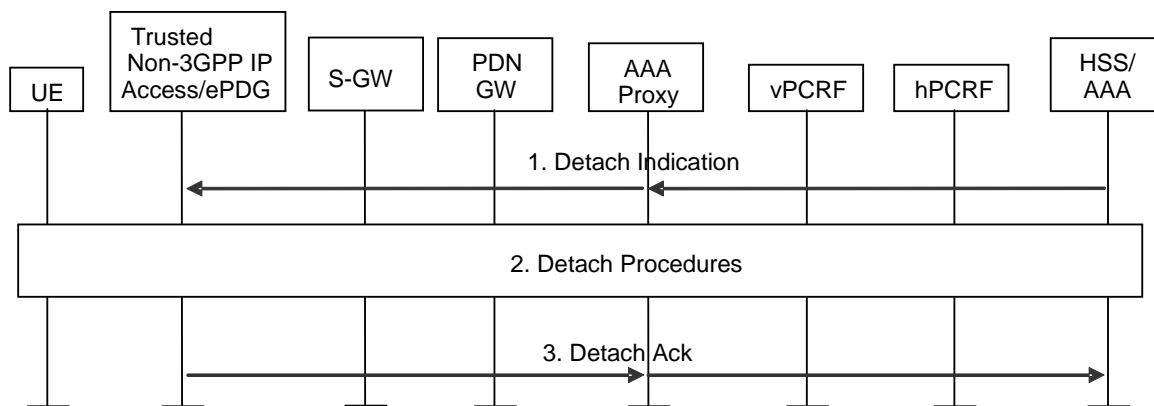 UE
Trusted
Non-3GPP IP
Access/ePDG
S-GW
PDN
GW
AAA
Proxy
vPCRF
hPCRF
HSS/
AAA
1. Detach Indication
2. Detach Procedures
3. Detach Ack